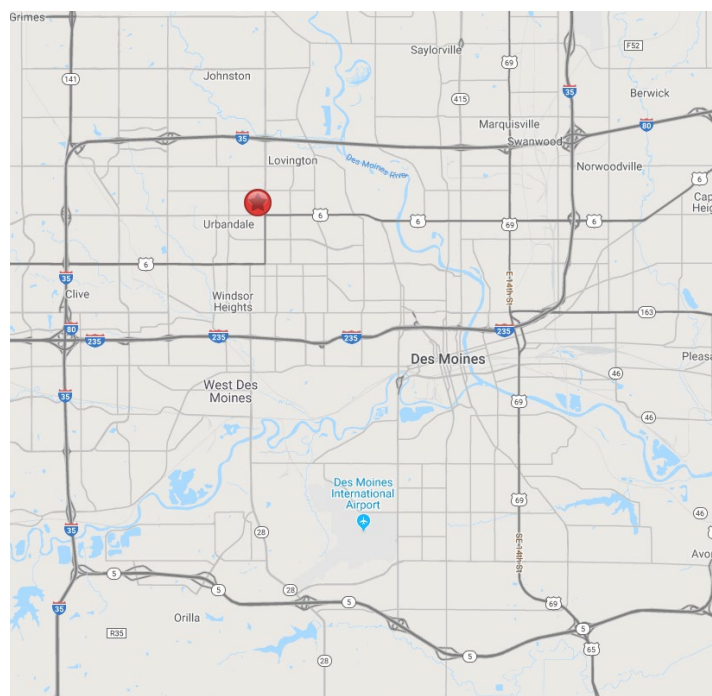 Grimes
Saylorville
69
F52
141
Johnston
35
Berwick
415
Marquisville
80
35
Swanwood
Lovington
Des Moines River
Norwoodville
6
Urbandale
6
6
69
6
6
35
E 14th St
Clive
Windsor
Heights
163
80
235
235
235
235
Des Moines
West Des
Moines
46
35
69
46
Des Moines
International
Airport
69
46
35
28
SE 14th St
5
5
28
69
35
5
Orilla
R35
5
5
65
28